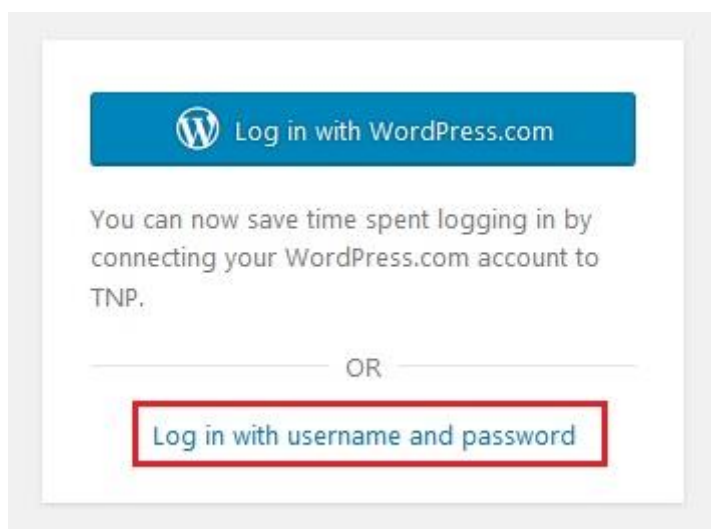 Log in with WordPress.com
You can now save time spent logging in by
connecting your WordPress.com account to
TNP.
OR
Log in with username and password